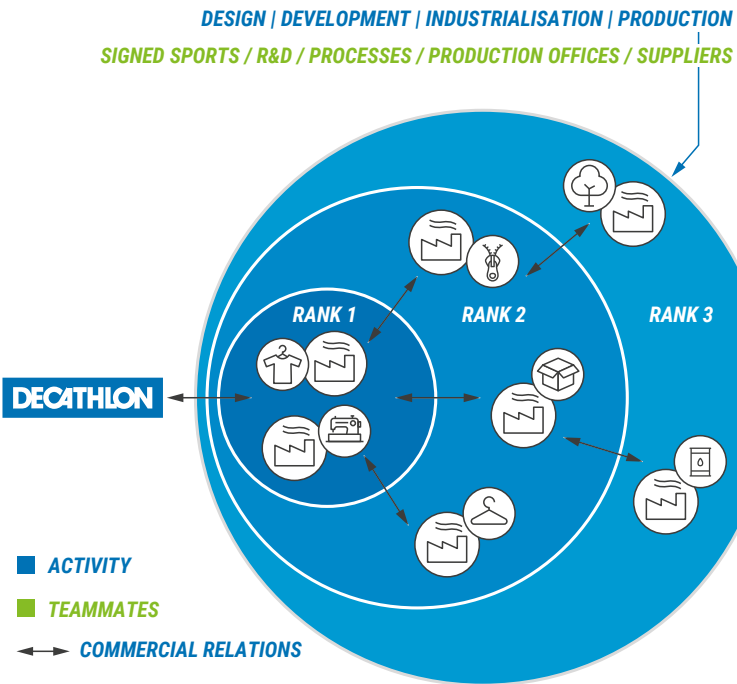 DESIGN | DEVELOPMENT | INDUSTRIALISATION | PRODUCTION
SIGNED SPORTS / R&D / PROCESSES / PRODUCTION OFFICES / SUPPLIERS
RANK 1
RANK 2
RANK 3
DECATHLON
ACTIVITY
TEAMMATES
COMMERCIAL RELATIONS